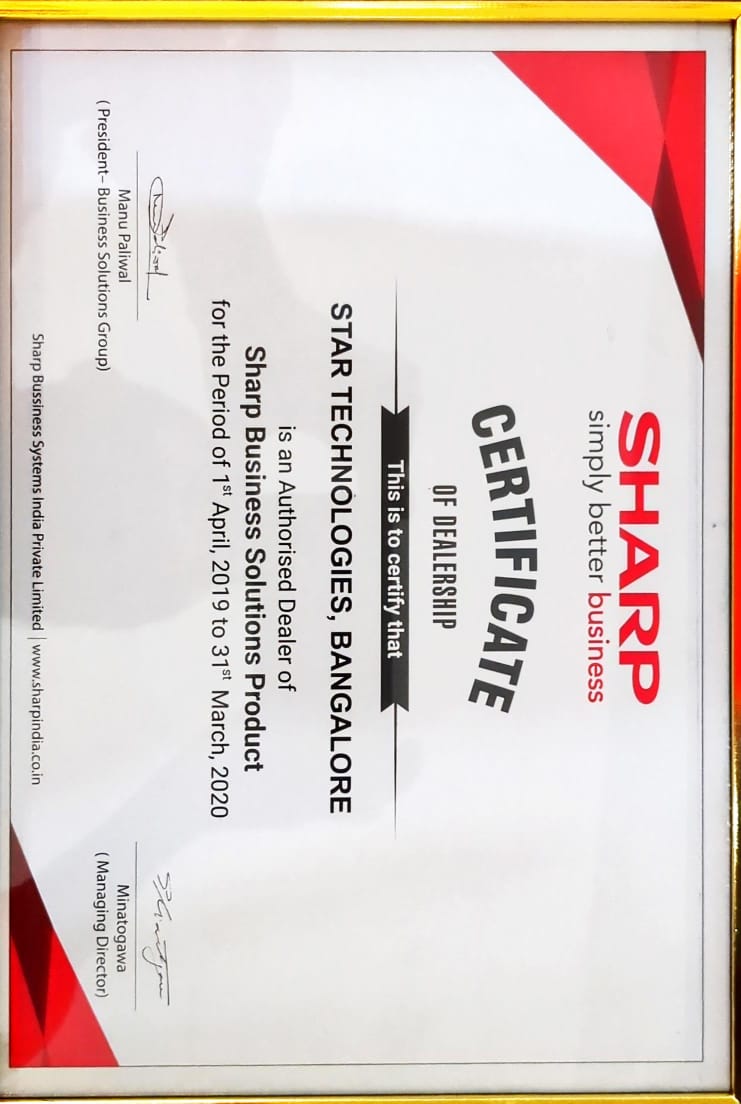 SHARP
simply better business
CERTIFICATE
OF DEALERSHIP
This is to certify that
STAR TECHNOLOGIES, BANGALORE
is an Authorised Dealer of
Sharp Business Solutions Product
for the Period of 1st April, 2019 to 31st March, 2020
Manu Paliwal
( President– Business Solutions Group)
Minatogawa
( Managing Director)
Sharp Bussiness Systems India Private Limited | www.sharpindia.co.in